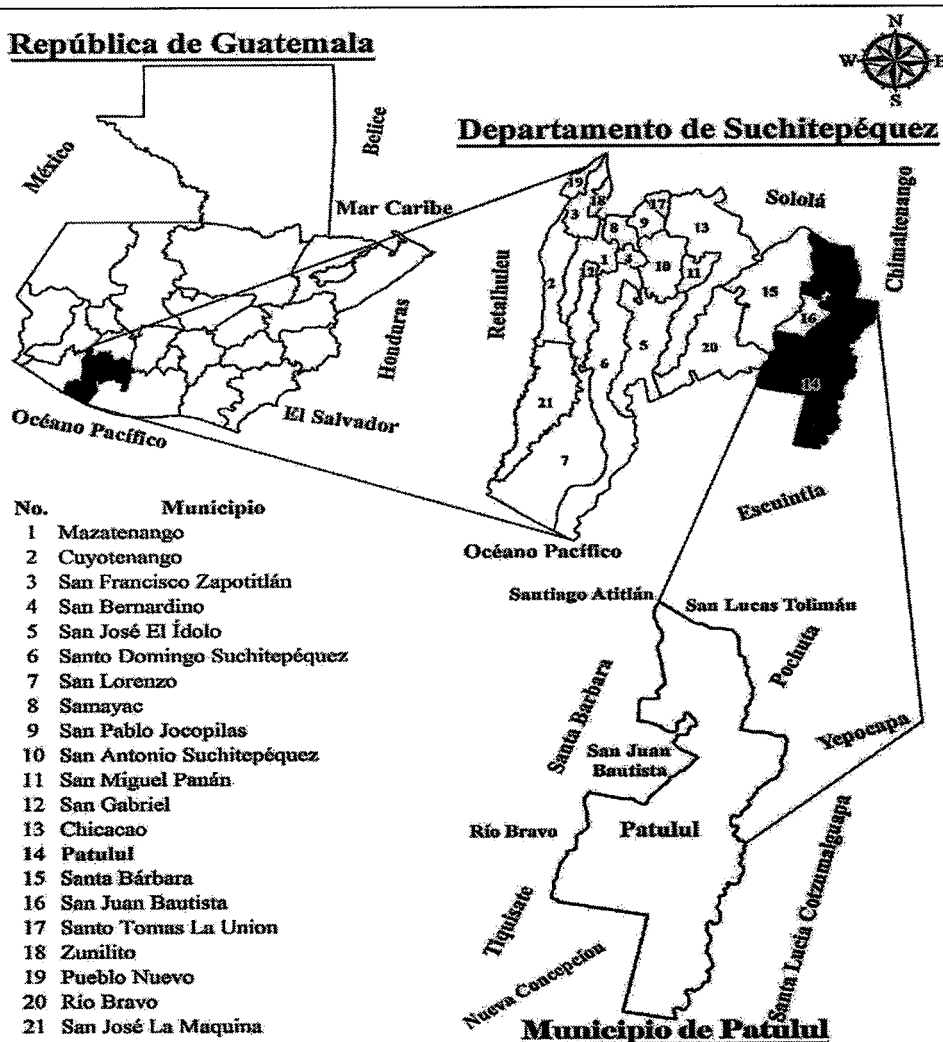 República de Guatemala
N
W
E
S
Departamento de Suchitepéquez
México
Belice
Mar Caribe
Honduras
El Salvador
Océano Pacífico
Sololá
Chimaltenango
Retalhuleu
Escuintla
Océano Pacífico
19
18
3
17
9
8
13
1
4
12
10
11
2
15
16
5
6
20
14
21
7
No. Municipio
1 Mazatenango
2 Cuyotenango
3 San Francisco Zapotitlán
4 San Bernardino
5 San José El Ídolo
6 Santo Domingo Suchitepéquez
7 San Lorenzo
8 Samayac
9 San Pablo Jocopilas
10 San Antonio Suchitepéquez
11 San Miguel Panán
12 San Gabriel
13 Chicacao
14 Patulul
15 Santa Bárbara
16 San Juan Bautista
17 Santo Tomas La Union
18 Zunilito
19 Pueblo Nuevo
20 Río Bravo
21 San José La Maquina
Santiago Atitlán
San Lucas Tolimán
Pochuta
Santa Barbara
Yepocapa
San Juan
Bautista
Río Bravo
Patulul
Tiquisate
Nueva Concepcion
Santa Lucia Cotzumalguapa
Municipio de Patulul